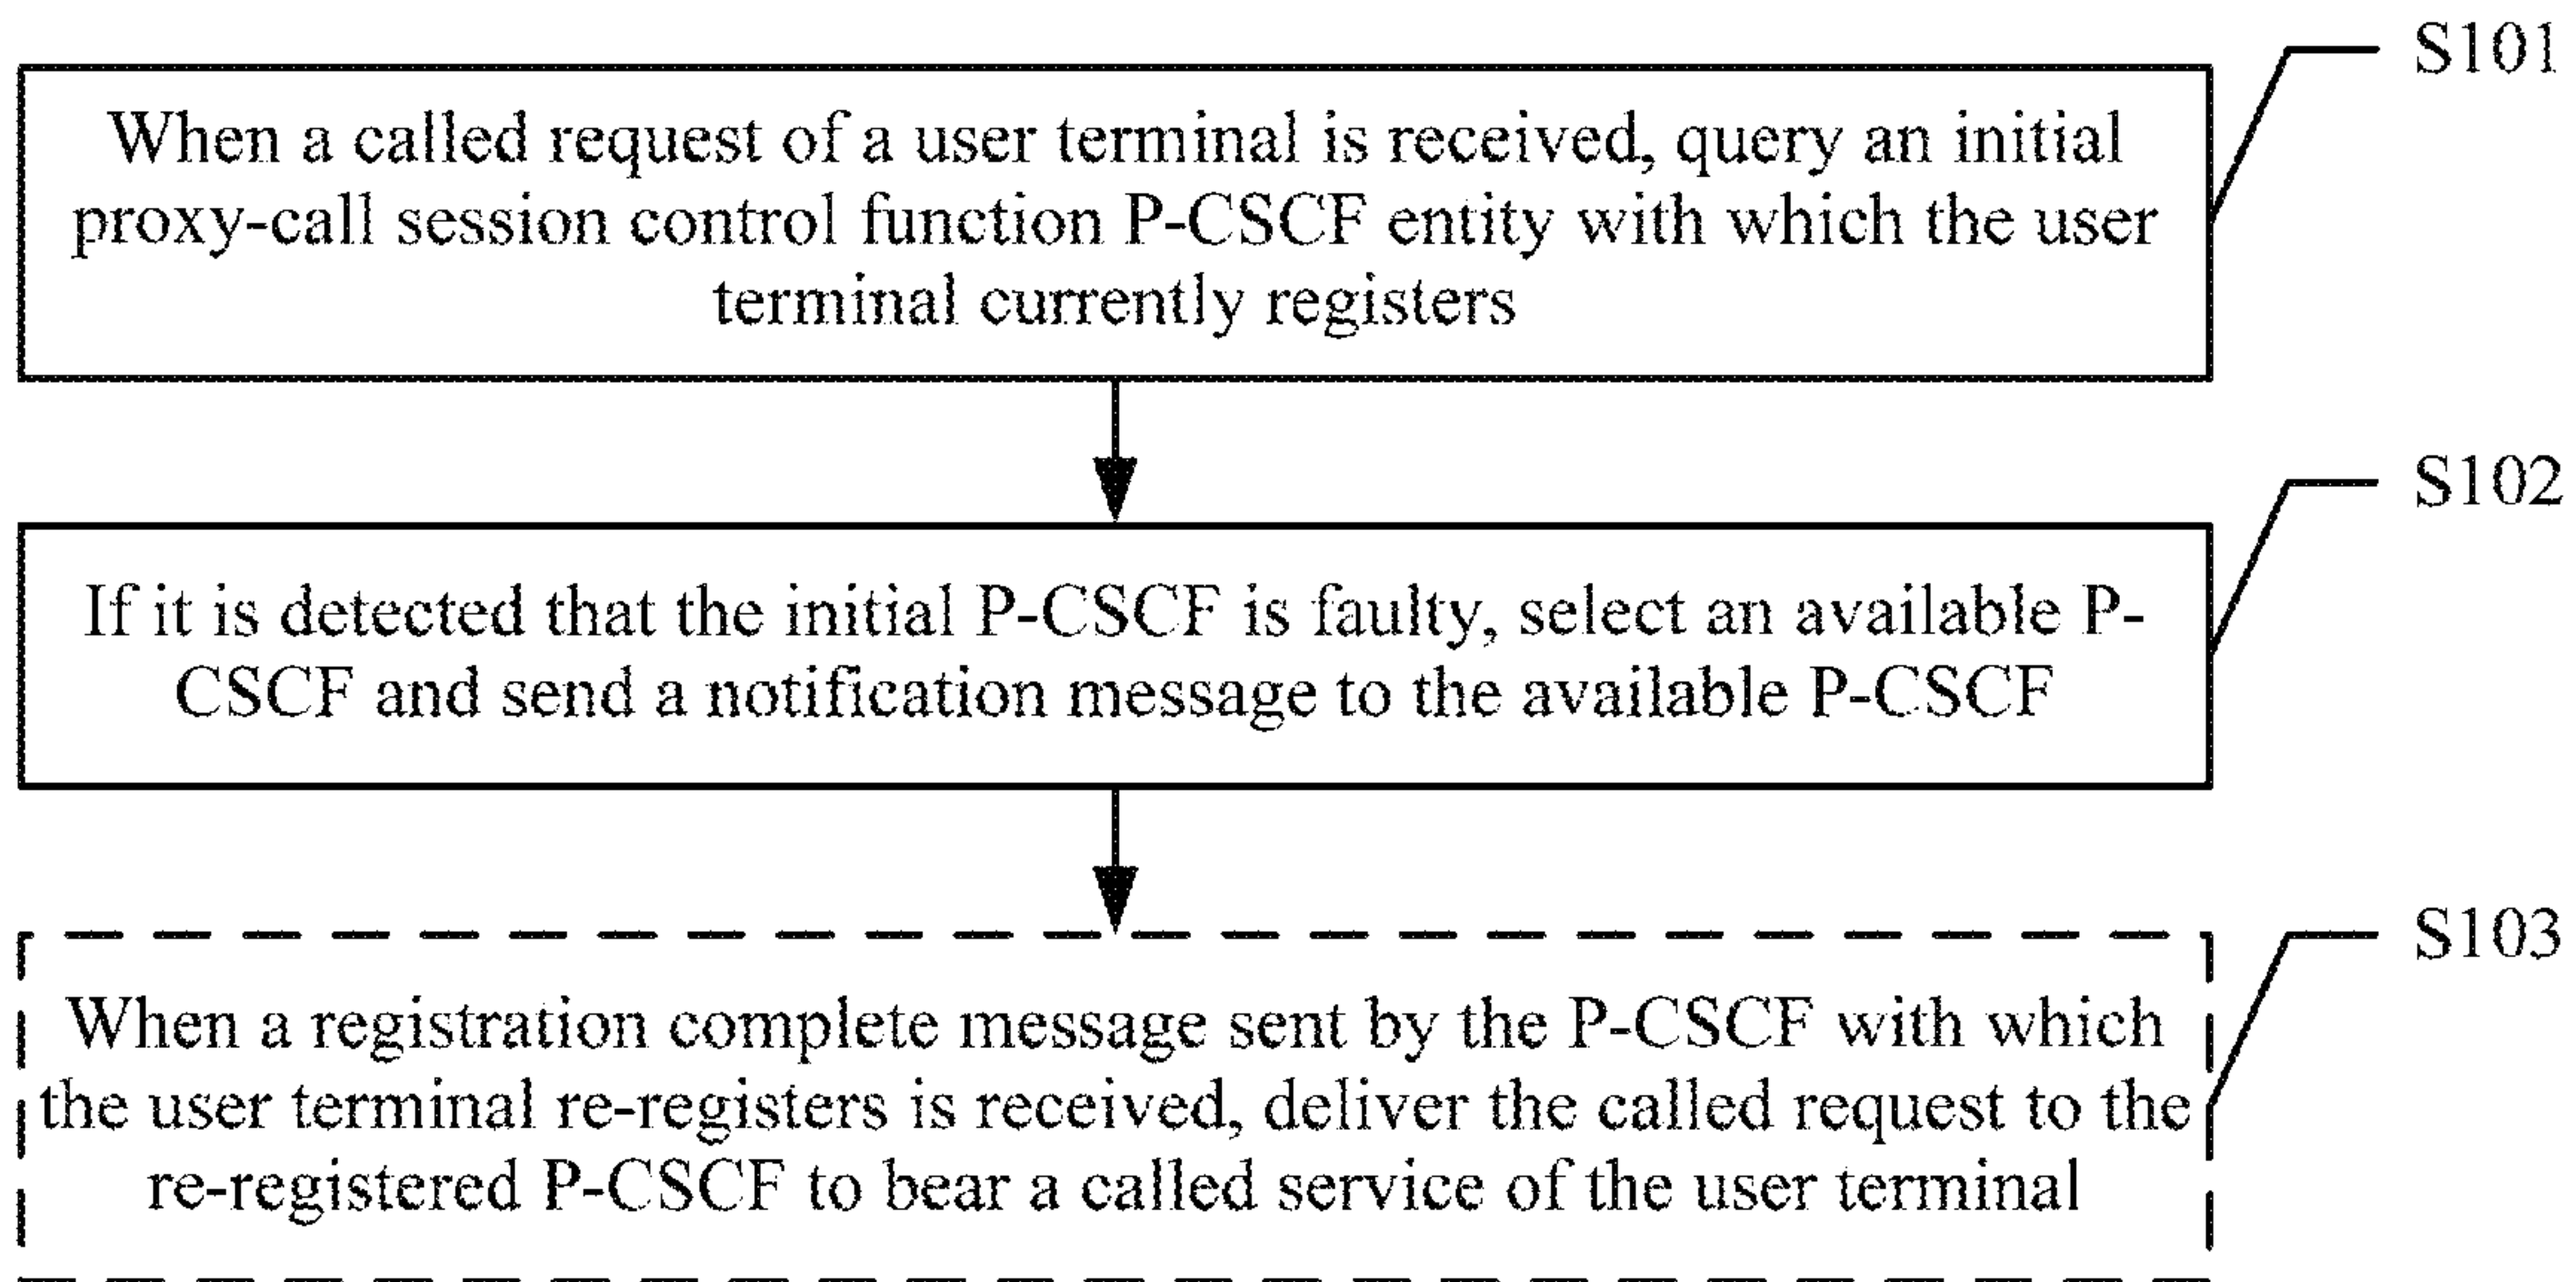 S101
When a called request of a user terminal is received, query an initial
proxy-call session control function P-CSCF entity with which the user
terminal currently registers
S102
If it is detected that the initial P-CSCF is faulty, select an available P-
CSCF and send a notification message to the available P-CSCF
S103
When a registration complete message sent by the P-CSCF with which
the user terminal re-registers is received, deliver the called request to the
re-registered P-CSCF to bear a called service of the user terminal